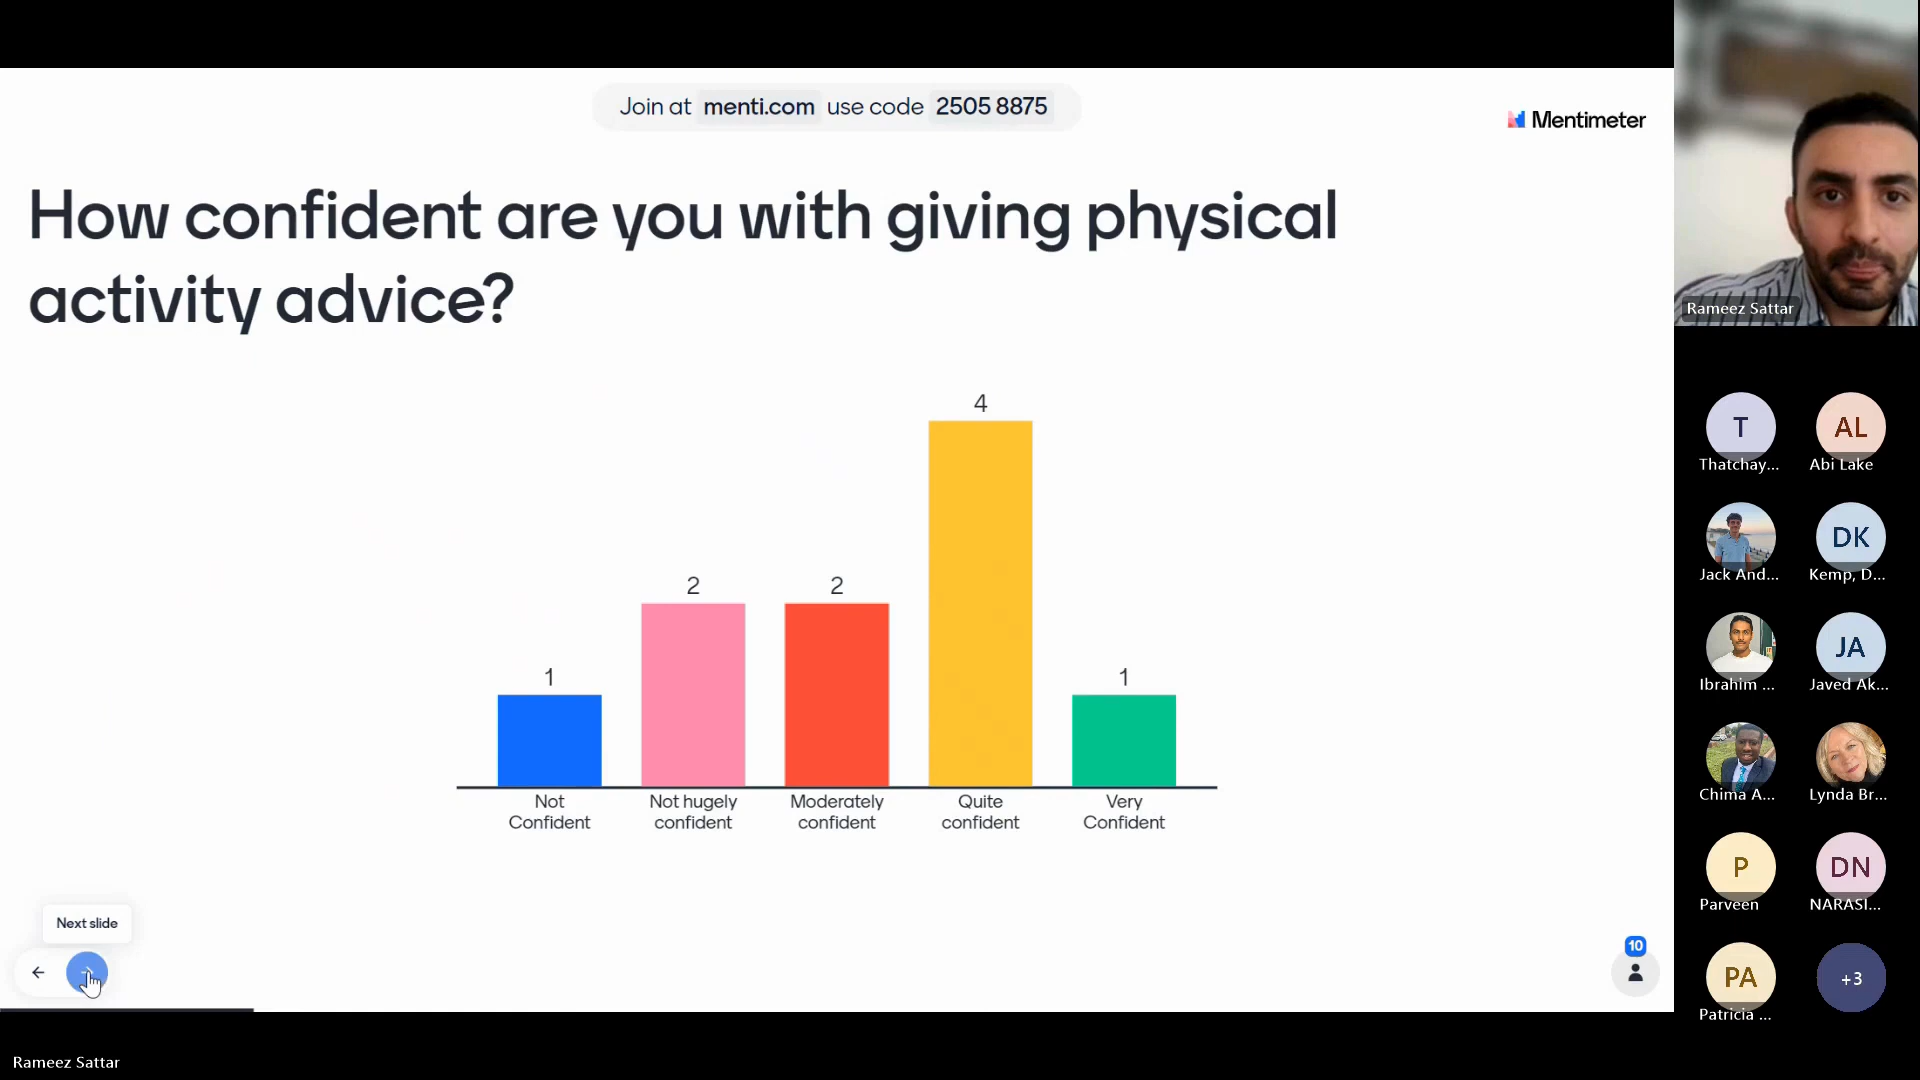 Join at menti.com use code 2505 8875
Mentimeter
How confident are you with giving physical
activity advice?
1
2
2
4
1
Not
Confident
Not hugely
confident
Moderately
confident
Quite
confident
Very
Confident
Next slide
10
Rameez Sattar
Rameez Sattar
T
Thatchay...
AL
Abi Lake
Jack And...
DK
Kemp, D...
Ibrahim ...
JA
Javed Ak...
Chima A...
Lynda Br...
P
Parveen
DN
NARASI...
PA
Patricia ...
+3